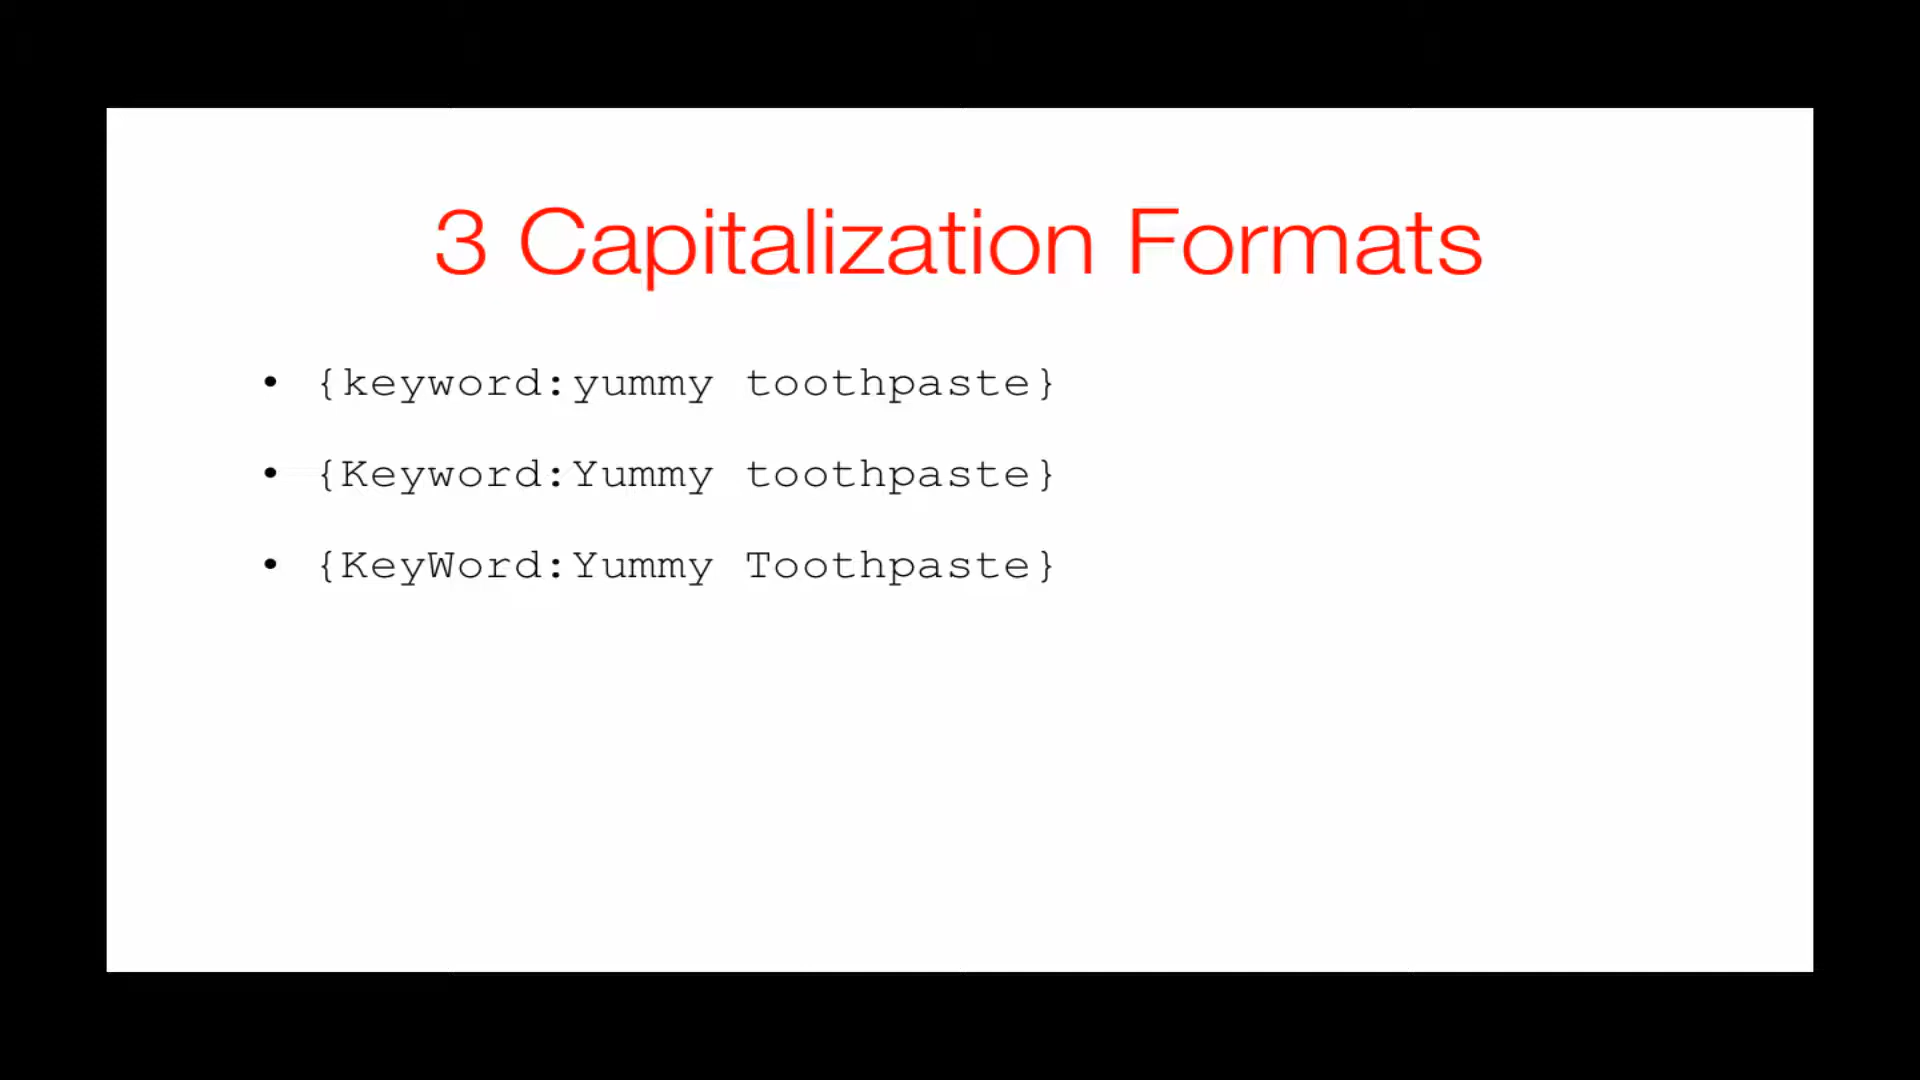 3 Capitalization Formats
• {keyword:yummy toothpaste}
• {Keyword:Yummy toothpaste}
• {KeyWord:Yummy Toothpaste}